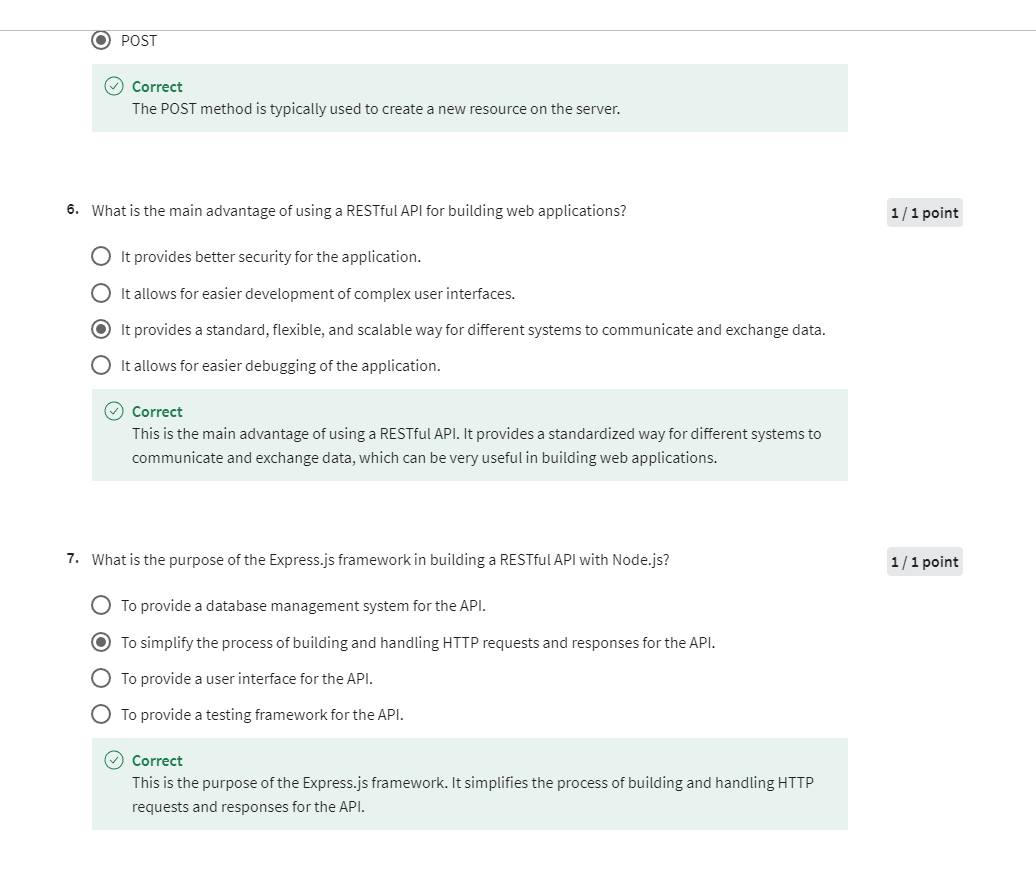 POST
Correct
The POST method is typically used to create a new resource on the server.
6. What is the main advantage of using a RESTful API for building web applications?
1 / 1 point
It provides better security for the application.
It allows for easier development of complex user interfaces.
It provides a standard, flexible, and scalable way for different systems to communicate and exchange data.
It allows for easier debugging of the application.
Correct
This is the main advantage of using a RESTful API. It provides a standardized way for different systems to
communicate and exchange data, which can be very useful in building web applications.
7. What is the purpose of the Express.js framework in building a RESTful API with Node.js?
1 / 1 point
To provide a database management system for the API.
To simplify the process of building and handling HTTP requests and responses for the API.
To provide a user interface for the API.
To provide a testing framework for the API.
Correct
This is the purpose of the Express.js framework. It simplifies the process of building and handling HTTP
requests and responses for the API.